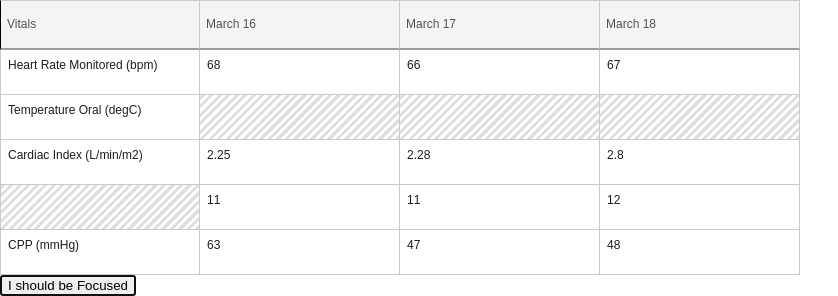 Vitals March 16 March 17 March 18
Heart Rate Monitored (bpm) 68 66 67
Temperature Oral (degC)
Cardiac Index (L/min/m2) 2.25 2.28 2.8
11 11 12
CPP (mmHg) 63 47 48
I should be Focused